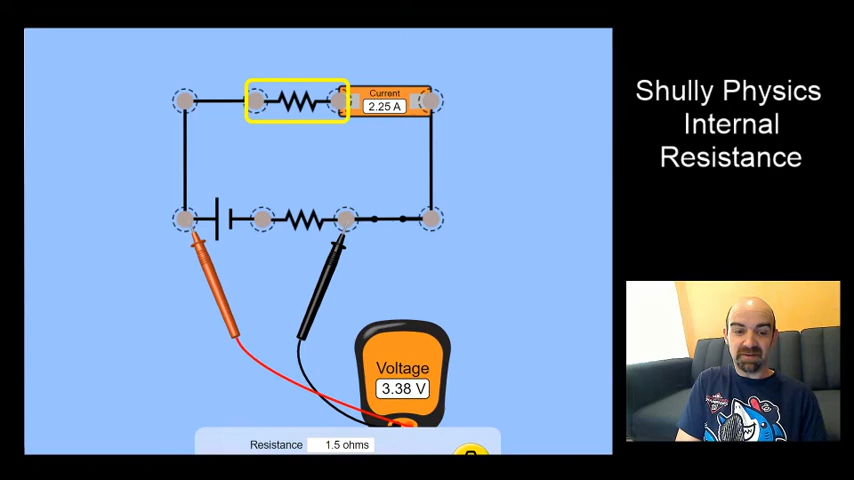 Shully Physics
Internal
Resistance
Current
2.25 A
Voltage
3.38 V
Resistance 1.5 ohms